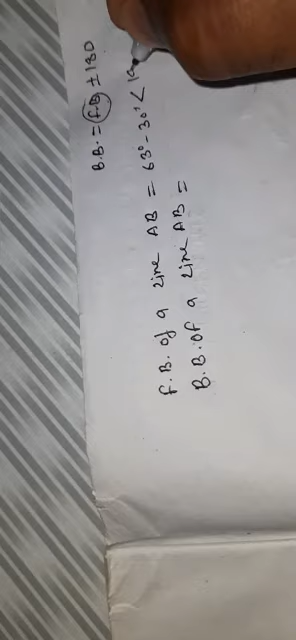 B.B. = F.B ± 180
F.B. of a line AB = 63° - 30' <
B.B. of a line AB =